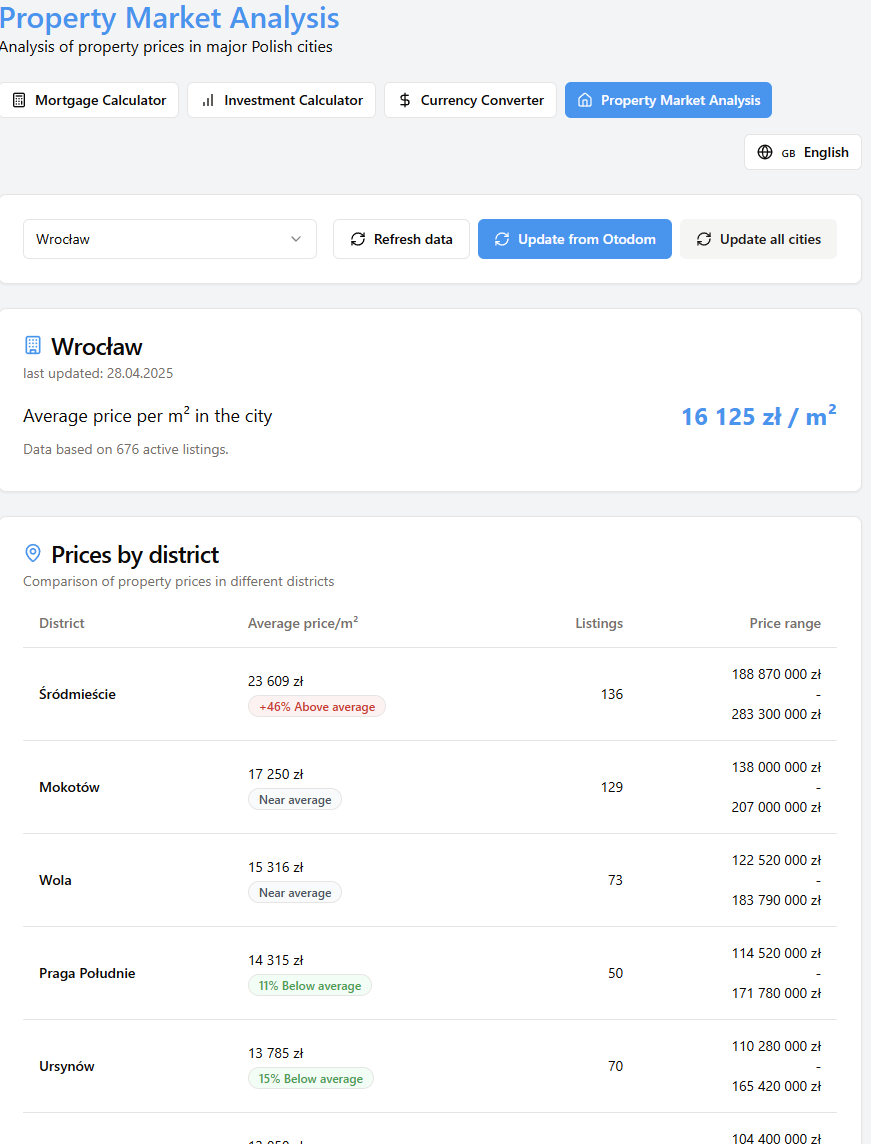 Property Market Analysis
Analysis of property prices in major Polish cities
Mortgage Calculator
Investment Calculator
Currency Converter
Property Market Analysis
GB English
Wrocław
Refresh data
Update from Otodom
Update all cities
Wrocław
last updated: 28.04.2025
Average price per m² in the city
16 125 zł / m²
Data based on 676 active listings.
Prices by district
Comparison of property prices in different districts
District Average price/m² Listings Price range
Śródmieście
23 609 zł
+46% Above average
136
188 870 000 zł
-
283 300 000 zł
Mokotów
17 250 zł
Near average
129
138 000 000 zł
-
207 000 000 zł
Wola
15 316 zł
Near average
73
122 520 000 zł
-
183 790 000 zł
Praga Południe
14 315 zł
11% Below average
50
114 520 000 zł
-
171 780 000 zł
Ursynów
13 785 zł
15% Below average
70
110 280 000 zł
-
165 420 000 zł
104 400 000 zł